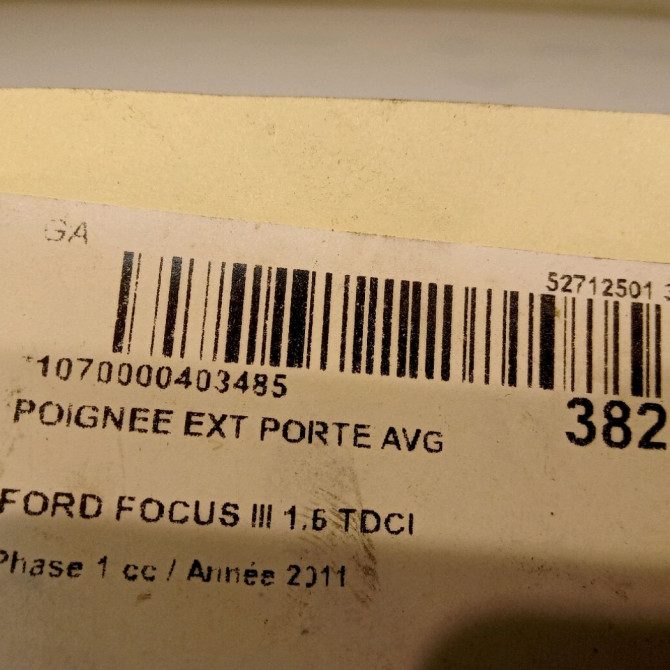 GA
52712501 3
*1070000403485
382
POIGNEE EXT PORTE AVG
FORD FOCUS III 1.6 TDCI
Phase 1 cc / Année 2011